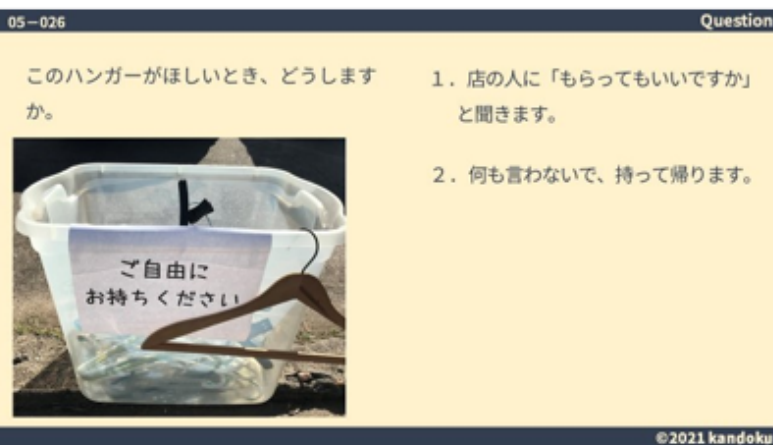 05−026
Question
このハンガーがほしいとき、どうします
か。
ご自由に
お持ちください
1．店の人に「もらってもいいですか」
と聞きます。
2．何も言わないで、持って帰ります。
©2021 kandoku